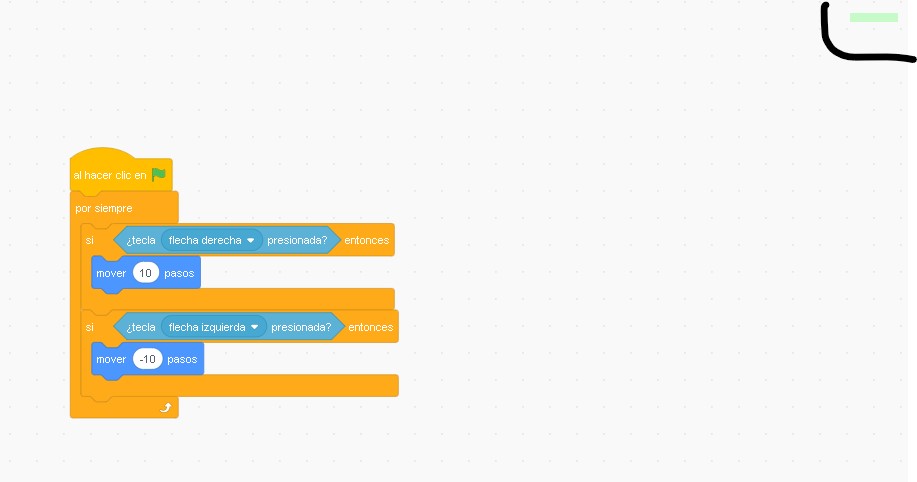 al hacer clic en
por siempre
si ¿tecla flecha derecha presionada? entonces
mover 10 pasos
si ¿tecla flecha izquierda presionada? entonces
mover -10 pasos